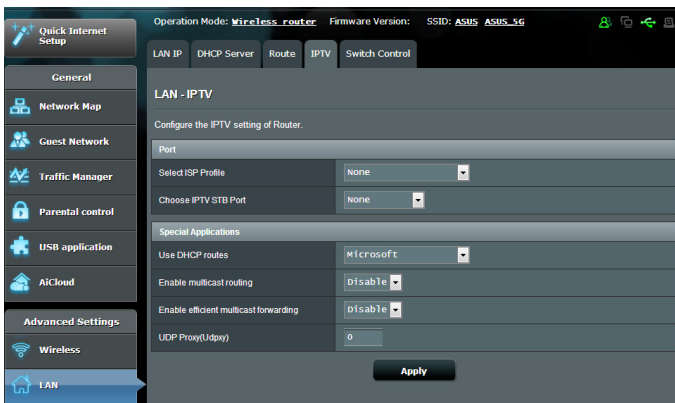 Quick Internet
Setup
Operation Mode: Wireless router Firmware Version: SSID: ASUS ASUS_5G
LAN IP DHCP Server Route IPTV Switch Control
General
Network Map
Guest Network
Traffic Manager
Parental control
USB application
AiCloud
Advanced Settings
Wireless
LAN
LAN - IPTV
Configure the IPTV setting of Router.
Port
Select ISP Profile None
Choose IPTV STB Port None
Special Applications
Use DHCP routes Microsoft
Enable multicast routing Disable
Enable efficient multicast forwarding Disable
UDP Proxy(Udpxy) 0
Apply